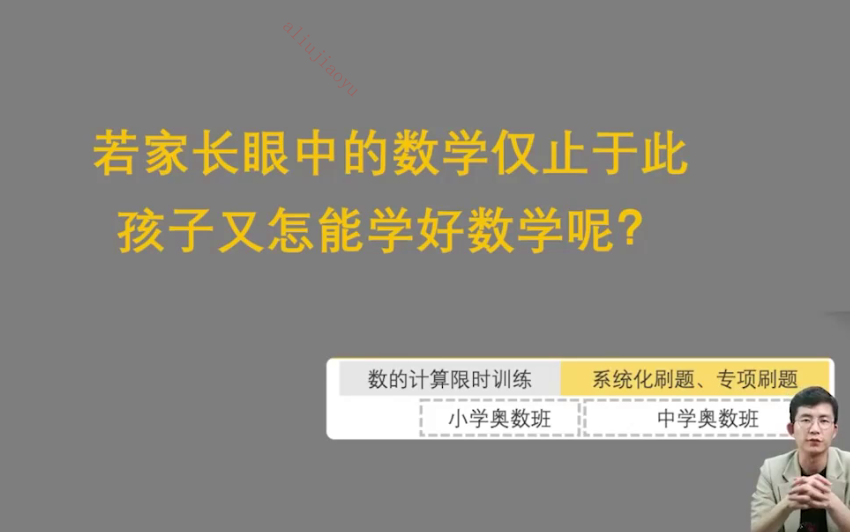 aliujiaoyu
若家长眼中的数学仅止于此
孩子又怎能学好数学呢？
数的计算限时训练 系统化刷题、专项刷题
小学奥数班 中学奥数班